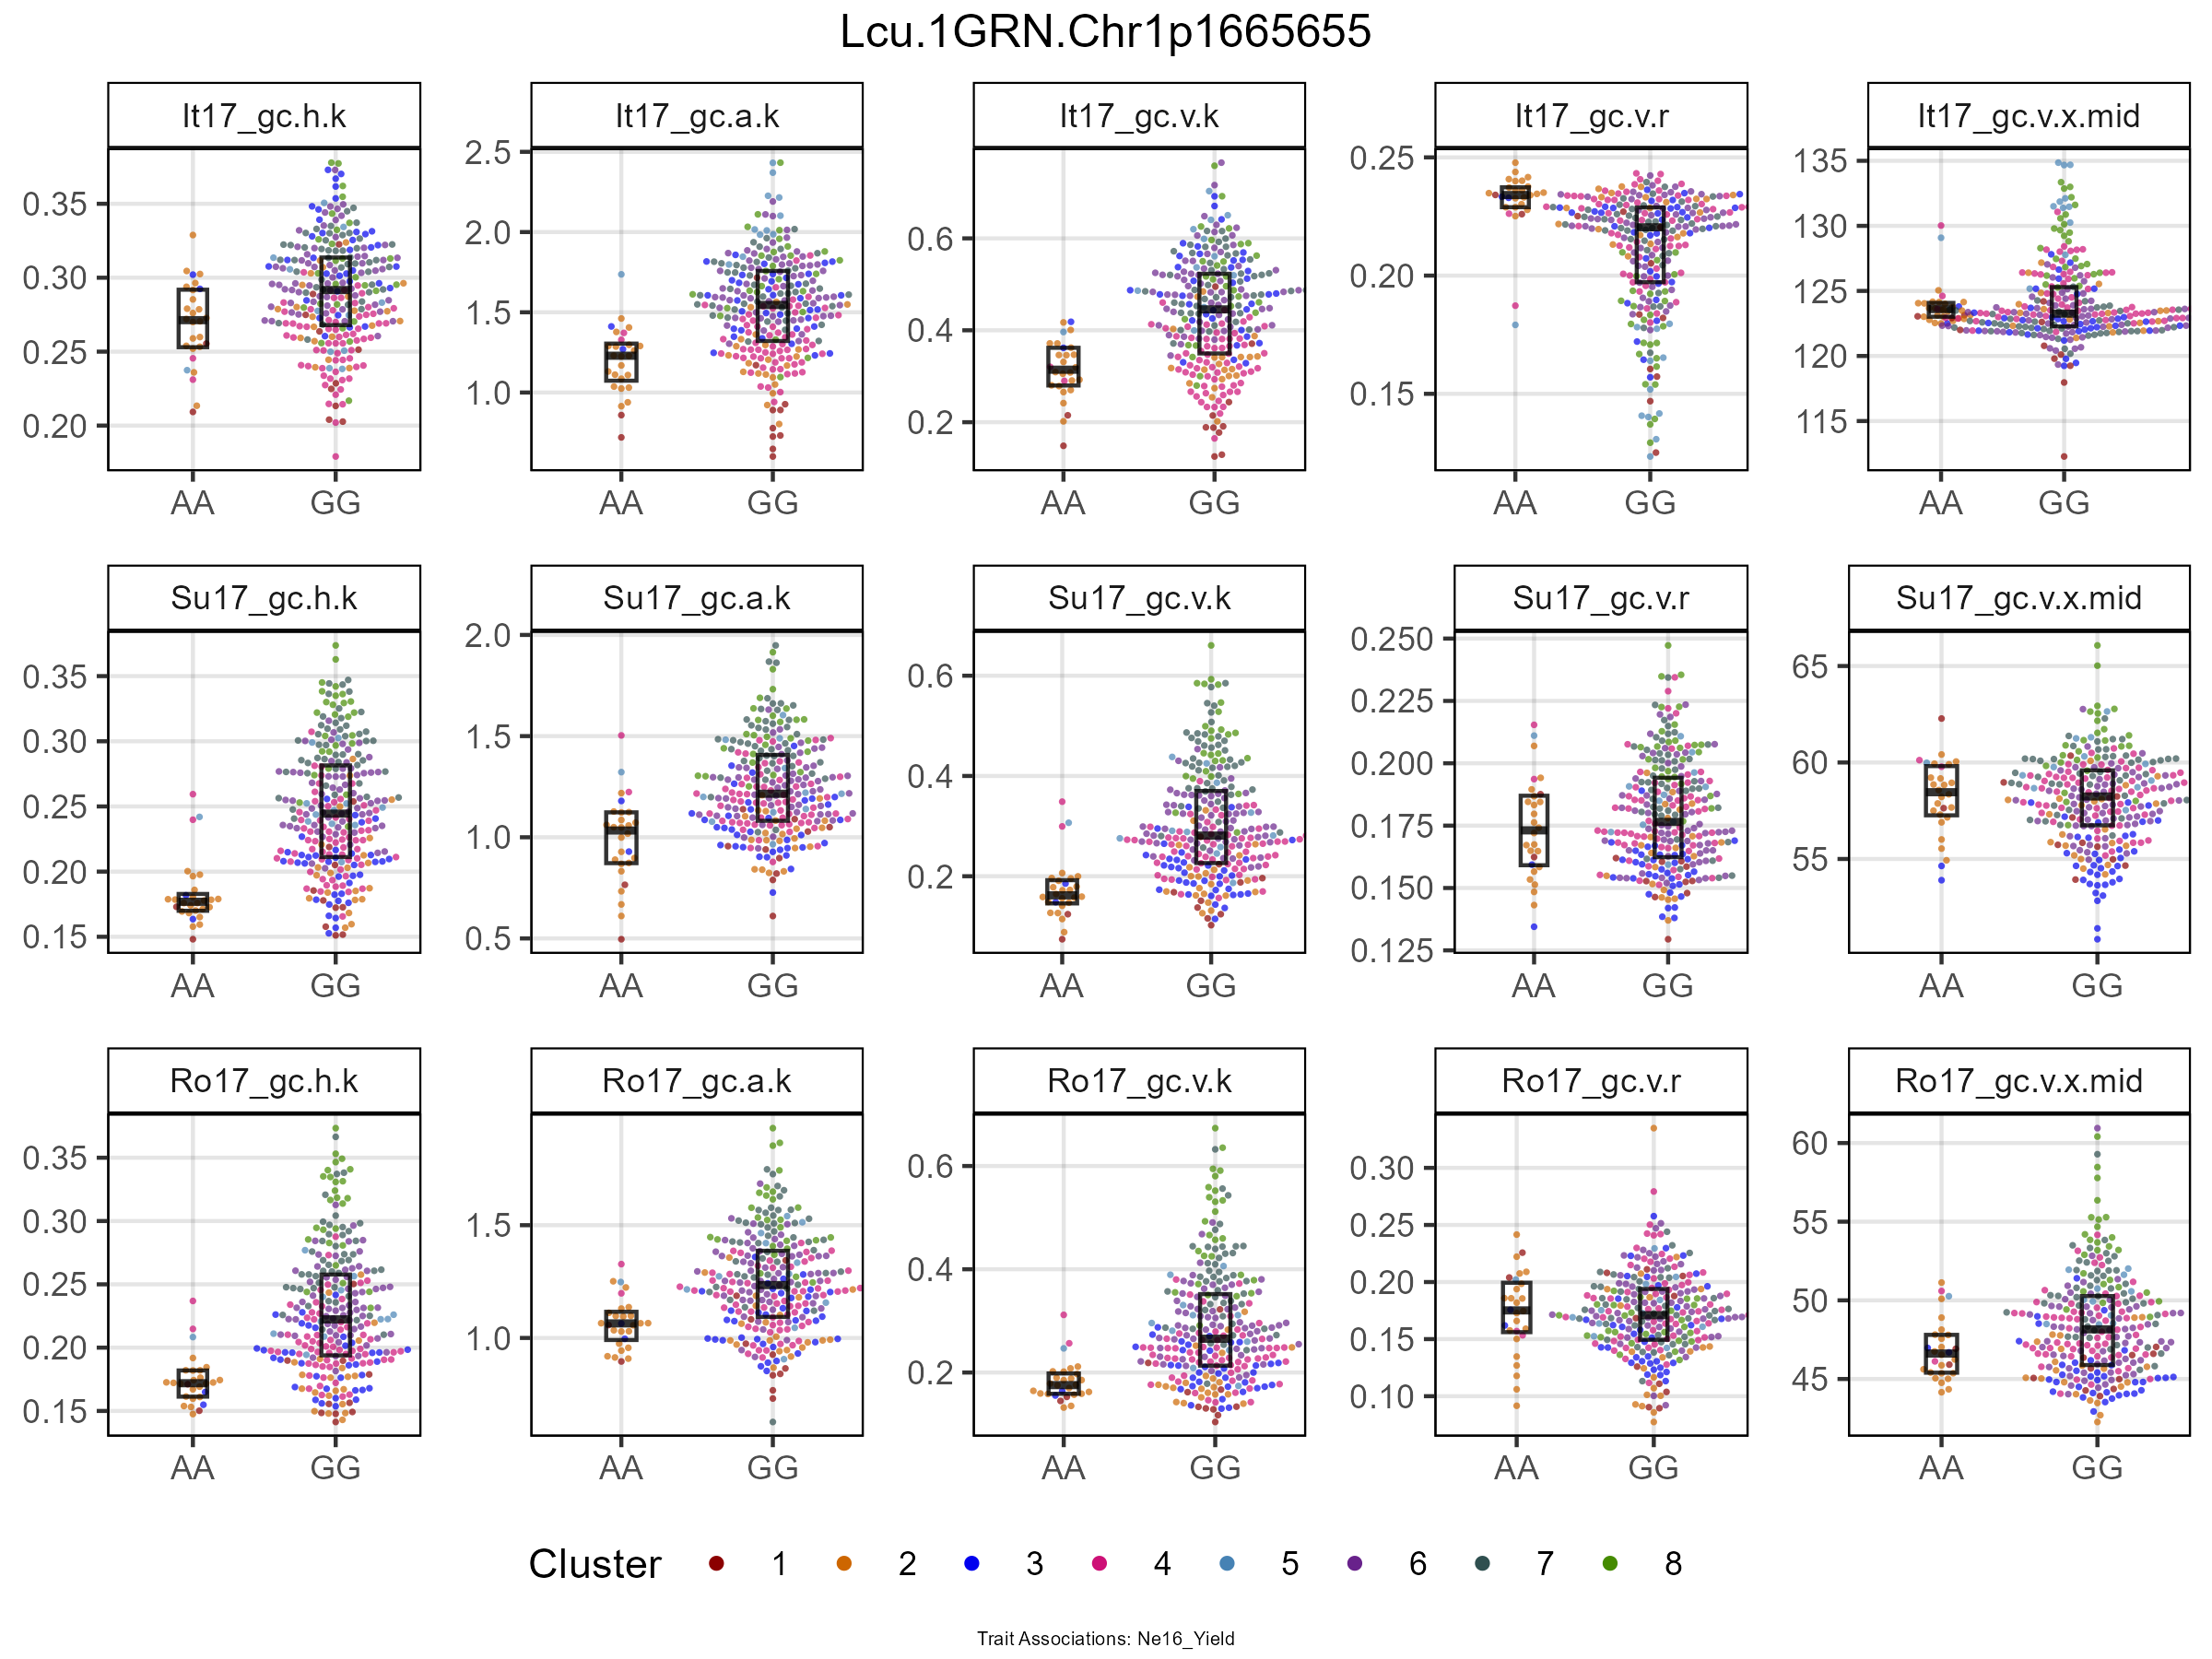 Lcu.1GRN.Chr1p1665655
It17_gc.h.k
It17_gc.a.k
It17_gc.v.k
It17_gc.v.r
It17_gc.v.x.mid
0.35
0.30
0.25
0.20
AA GG
2.5
2.0
1.5
1.0
AA GG
0.6
0.4
0.2
AA GG
0.25
0.20
0.15
AA GG
135
130
125
120
115
AA GG
Su17_gc.h.k
Su17_gc.a.k
Su17_gc.v.k
Su17_gc.v.r
Su17_gc.v.x.mid
0.35
0.30
0.25
0.20
0.15
AA GG
2.0
1.5
1.0
0.5
AA GG
0.6
0.4
0.2
AA GG
0.250
0.225
0.200
0.175
0.150
0.125
AA GG
65
60
55
AA GG
Ro17_gc.h.k
Ro17_gc.a.k
Ro17_gc.v.k
Ro17_gc.v.r
Ro17_gc.v.x.mid
0.35
0.30
0.25
0.20
0.15
AA GG
1.5
1.0
AA GG
0.6
0.4
0.2
AA GG
0.30
0.25
0.20
0.15
0.10
AA GG
60
55
50
45
AA GG
Cluster 1 2 3 4 5 6 7 8
Trait Associations: Ne16_Yield